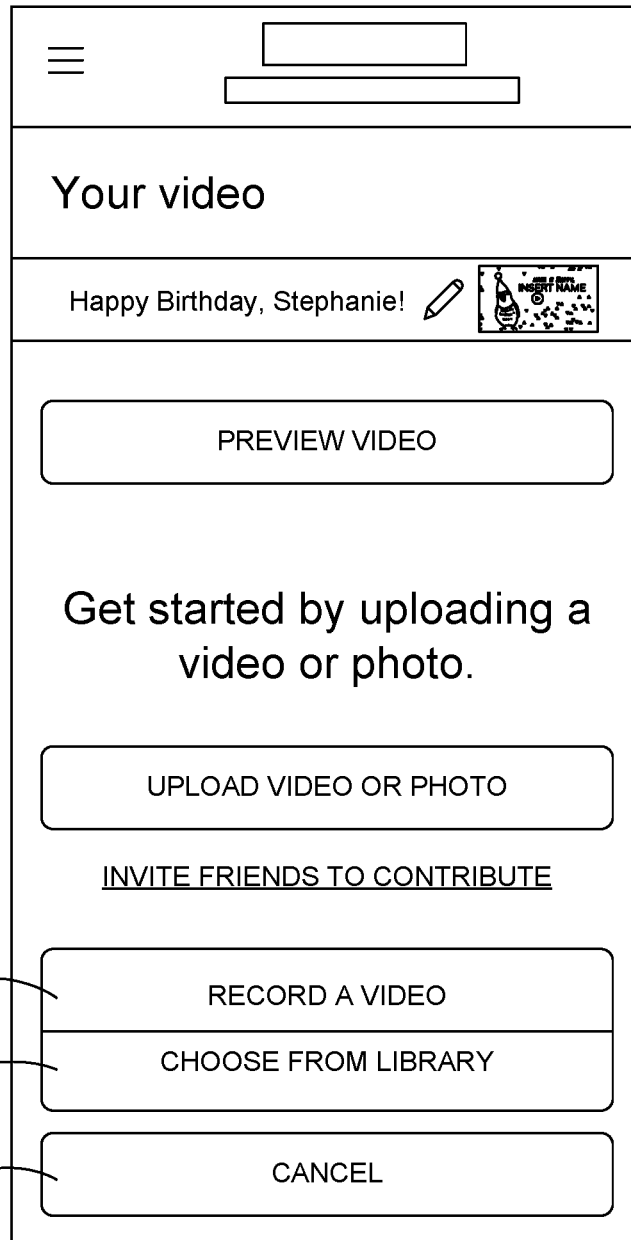 Your video
Happy Birthday, Stephanie!
INSERT NAME
PREVIEW VIDEO
Get started by uploading a
video or photo.
UPLOAD VIDEO OR PHOTO
INVITE FRIENDS TO CONTRIBUTE
RECORD A VIDEO
CHOOSE FROM LIBRARY
CANCEL